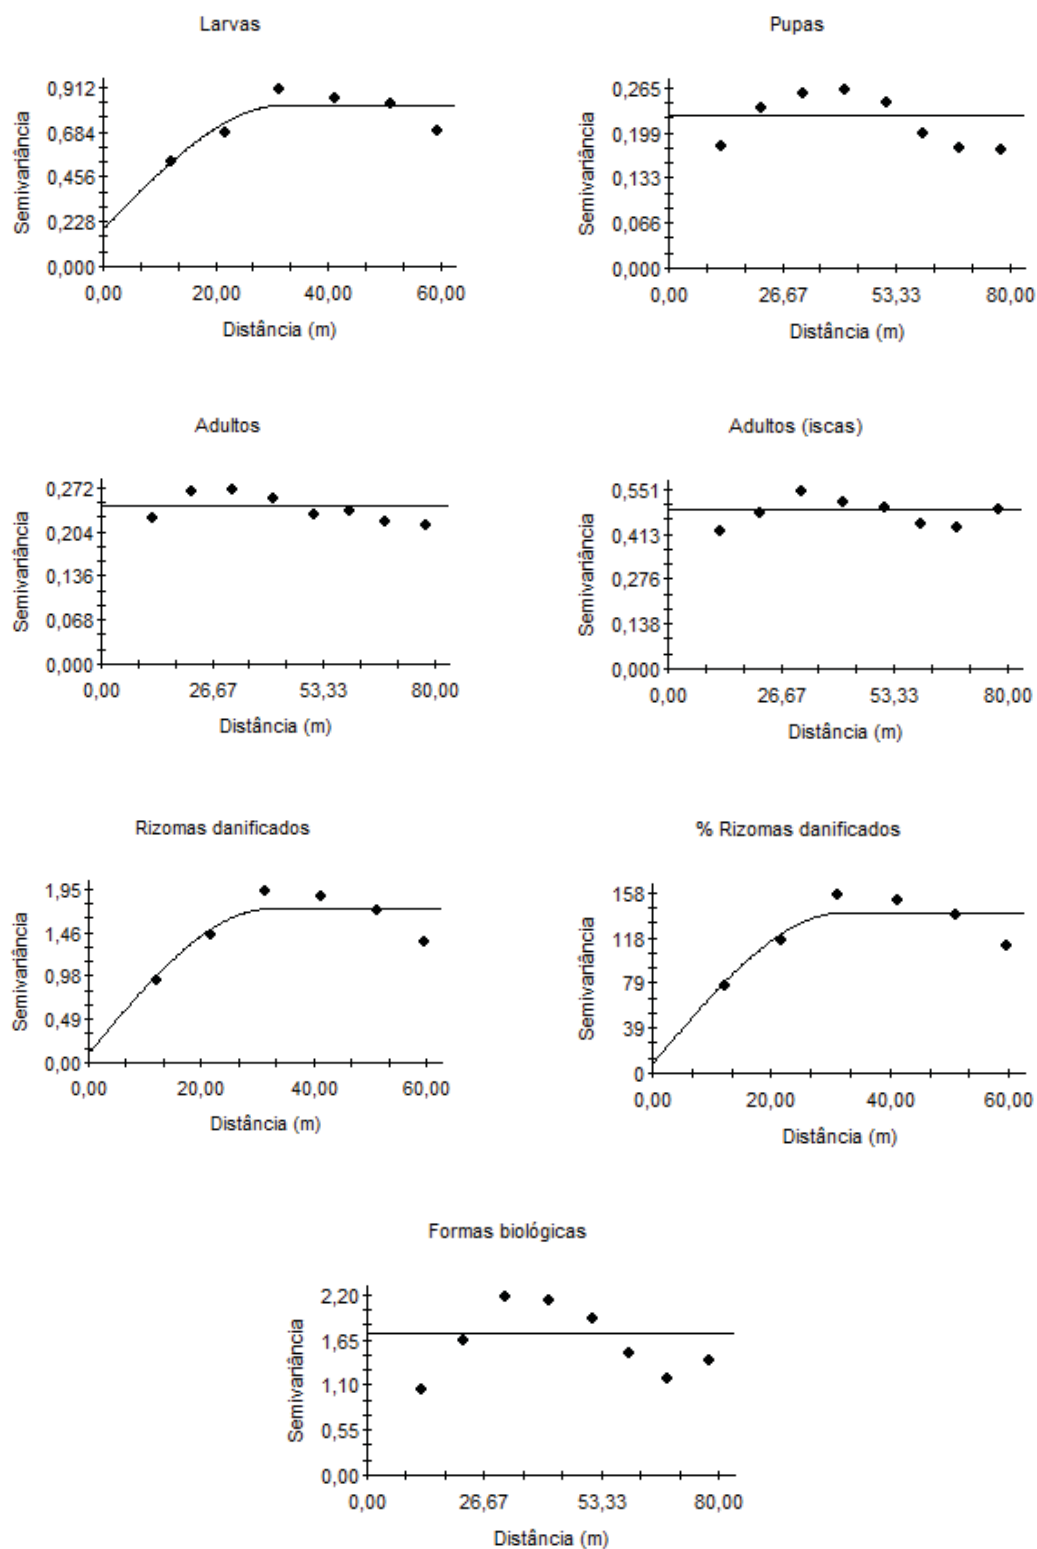 Larvas
Semivariância
0,912
0,684
0,456
0,228
0,000
0,00 20,00 40,00 60,00
Distância (m)
Pupas
Semivariância
0,265
0,199
0,133
0,066
0,000
0,00 26,67 53,33 80,00
Distância (m)
Adultos
Semivariância
0,272
0,204
0,136
0,068
0,000
0,00 26,67 53,33 80,00
Distância (m)
Adultos (iscas)
Semivariância
0,551
0,413
0,276
0,138
0,000
0,00 26,67 53,33 80,00
Distância (m)
Rizomas danificados
Semivariância
1,95
1,46
0,98
0,49
0,00
0,00 20,00 40,00 60,00
Distância (m)
% Rizomas danificados
Semivariância
158
118
79
39
0
0,00 20,00 40,00 60,00
Distância (m)
Formas biológicas
Semivariância
2,20
1,65
1,10
0,55
0,00
0,00 26,67 53,33 80,00
Distância (m)